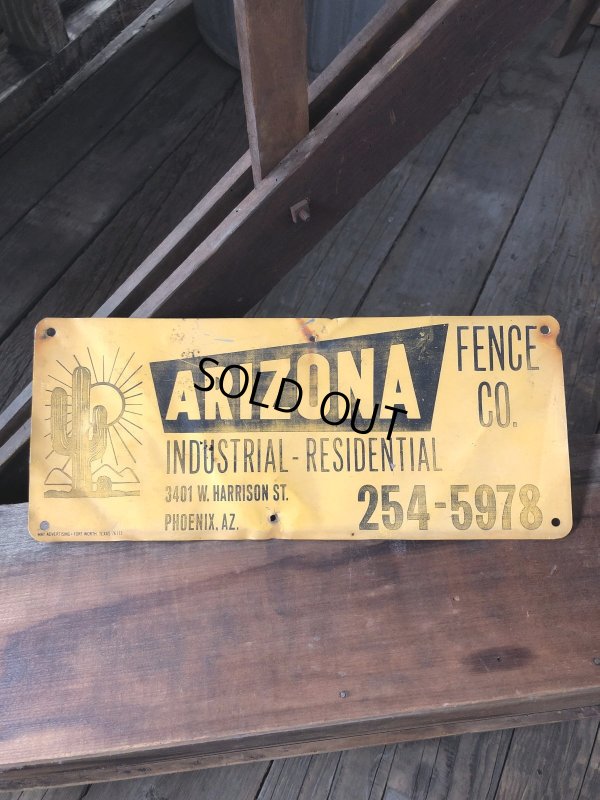 ARIZONA FENCE CO.
SOLD OUT
INDUSTRIAL-RESIDENTIAL
3401 W. HARRISON ST.
PHOENIX, AZ.
254-5978